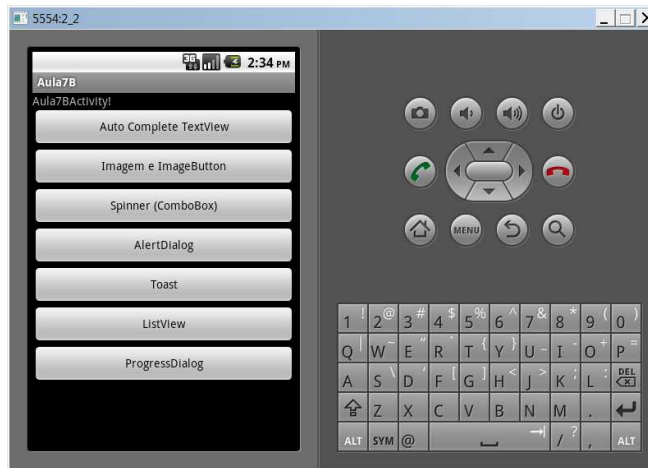 5554:2_2
3G
2:34 PM
Aula7B
Aula7BActivity!
Auto Complete TextView
Imagem e ImageButton
Spinner (ComboBox)
AlertDialog
Toast
ListView
ProgressDialog
MENU
1 ! 2 @ 3 # 4 $ 5 % 6 ^ 7 & 8 * 9 ( 0 )
Q | W ~ E " R ` T { Y } U - I - O + P =
A S \ D ' F [ G ] H < J > K ; L : DEL
Z X C V B N M .
ALT SYM @ / ? , ALT